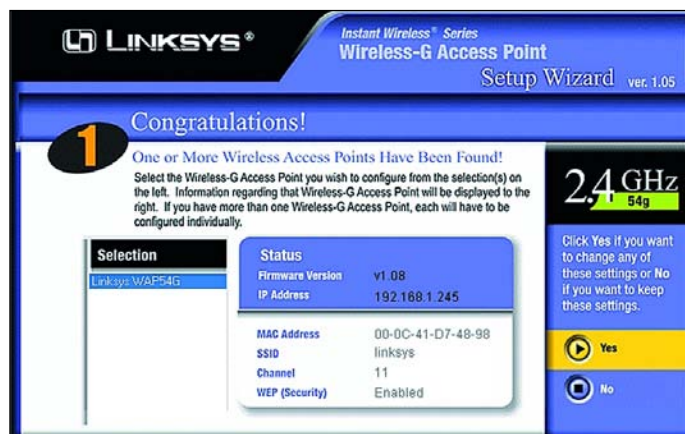 LINKSYS®
Instant Wireless® Series
Wireless-G Access Point
Setup Wizard ver. 1.05
1
Congratulations!
One or More Wireless Access Points Have Been Found!
Select the Wireless-G Access Point you wish to configure from the selection(s) on
the left. Information regarding that Wireless-G Access Point will be displayed to the
right. If you have more than one Wireless-G Access Point, each will have to be
configured individually.
Selection
Linksys WAP54G
Status
Firmware Version v1.08
IP Address 192.168.1.245
MAC Address 00-0C-41-D7-48-98
SSID linksys
Channel 11
WEP (Security) Enabled
2.4 GHz
54g
Click Yes if you want
to change any of
these settings or No
if you want to keep
these settings.
Yes
No